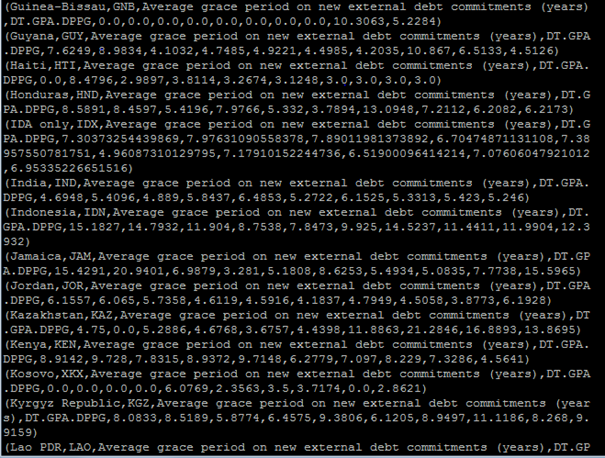 (Guinea-Bissau,GNB,Average grace period on new external debt commitments (years)
,DT.GPA.DPPG,0.0,0.0,0.0,0.0,0.0,0.0,0.0,0.0,10.3063,5.2284)
(Guyana,GUY,Average grace period on new external debt commitments (years),DT.GPA
.DPPG,7.6249,8.9834,4.1032,4.7485,4.9221,4.4985,4.2035,10.867,6.5133,4.5126)
(Haiti,HTI,Average grace period on new external debt commitments (years),DT.GPA.
DPPG,0.0,8.4796,2.9897,3.8114,3.2674,3.1248,3.0,3.0,3.0,3.0)
(Honduras,HND,Average grace period on new external debt commitments (years),DT.G
PA.DPPG,8.5891,8.4597,5.4196,7.9766,5.332,3.7894,13.0948,7.2112,6.2082,6.2173)
(IDA only,IDX,Average grace period on new external debt commitments (years),DT.G
PA.DPPG,7.30373254439869,7.97631090558378,7.89011981373892,6.70474871131108,7.38
957550781751,4.96087310129795,7.17910152244736,6.51900096414214,7.07606047921012
,6.95335226651516)
(India,IND,Average grace period on new external debt commitments (years),DT.GPA.
DPPG,4.6948,5.4096,4.889,5.8437,6.4853,5.2722,6.1525,5.3313,5.423,5.246)
(Indonesia,IDN,Average grace period on new external debt commitments (years),DT.
GPA.DPPG,15.1827,14.7932,11.904,8.7538,7.8473,9.925,14.5237,11.4411,11.9904,12.3
932)
(Jamaica,JAM,Average grace period on new external debt commitments (years),DT.GP
A.DPPG,15.4291,20.9401,6.9879,3.281,5.1808,8.6253,5.4934,5.0835,7.7738,15.5965)
(Jordan,JOR,Average grace period on new external debt commitments (years),DT.GPA
.DPPG,6.1557,6.065,5.7358,4.6119,4.5916,4.1837,4.7949,4.5058,3.8773,6.1928)
(Kazakhstan,KAZ,Average grace period on new external debt commitments (years),DT
.GPA.DPPG,4.75,0.0,5.2886,4.6768,3.6757,4.4398,11.8863,21.2846,16.8893,13.8695)
(Kenya,KEN,Average grace period on new external debt commitments (years),DT.GPA.
DPPG,8.9142,9.728,7.8315,8.9372,9.7148,6.2779,7.097,8.229,7.3286,4.5641)
(Kosovo,XKX,Average grace period on new external debt commitments (years),DT.GPA
.DPPG,0.0,0.0,0.0,0.0,6.0769,2.3563,3.5,3.7174,0.0,2.8621)
(Kyrgyz Republic,KGZ,Average grace period on new external debt commitments (year
s),DT.GPA.DPPG,8.0833,8.5189,5.8774,6.4575,9.3806,6.1205,8.9497,11.1186,8.268,9.
9159)
(Lao PDR,LAO,Average grace period on new external debt commitments (years),DT.GP